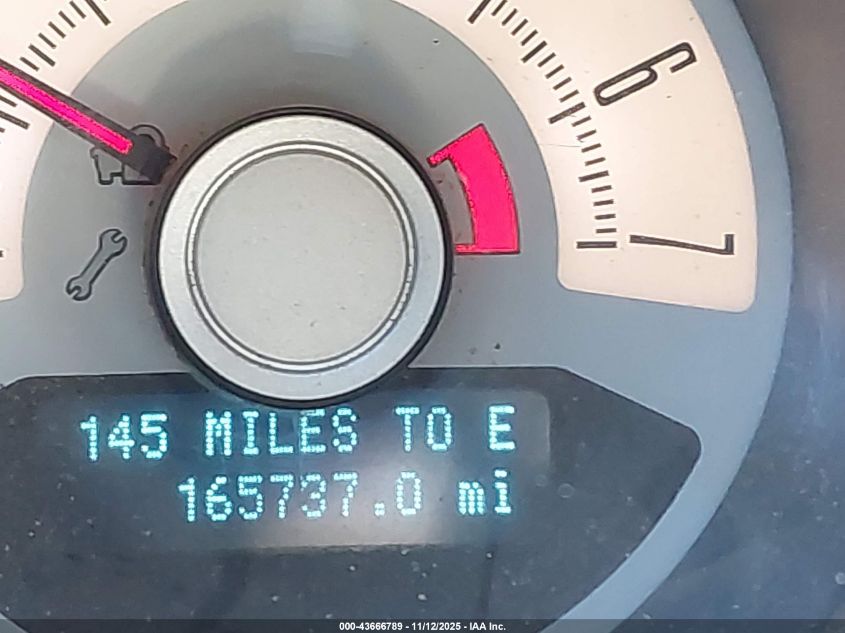 6
7
145 MILES TO E
165737.0 mi
000-43666789 - 11/12/2025 - IAA Inc.